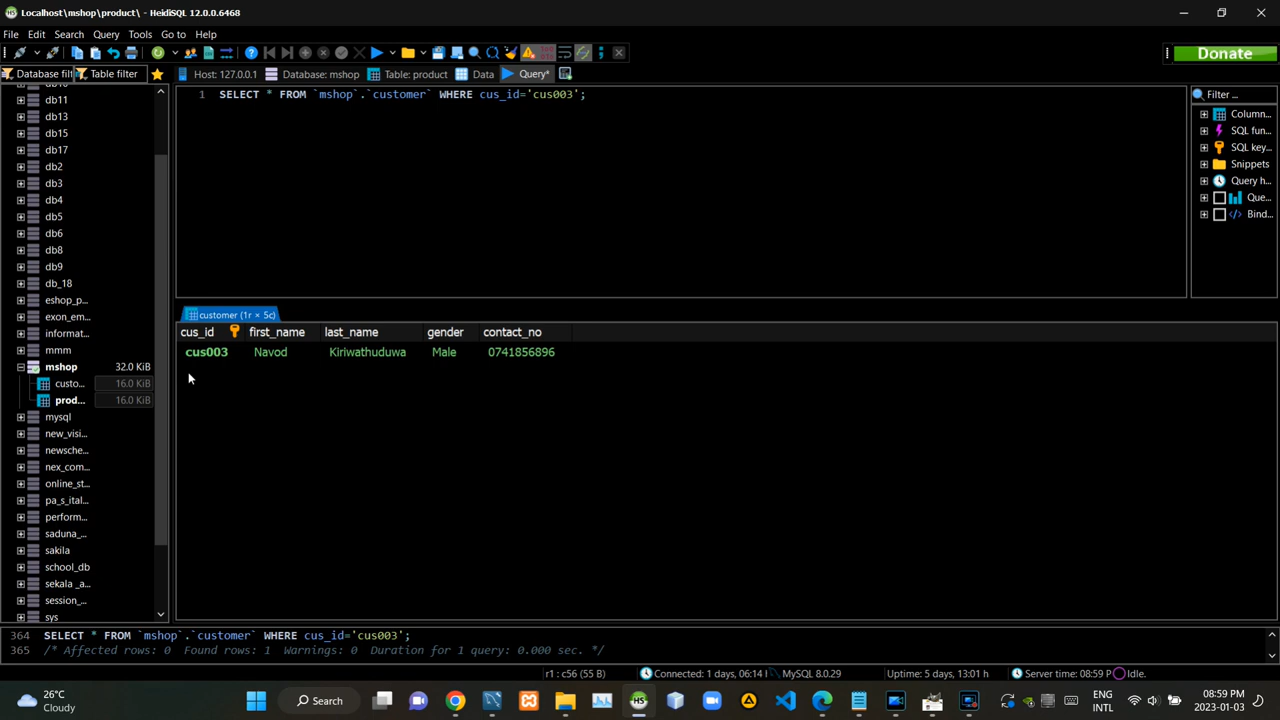 Localhost\mshop\product\ - HeidiSQL 12.0.0.6468
File Edit Search Query Tools Go to Help
Donate
Database filt Table filter
Host: 127.0.0.1 Database: mshop Table: product Data Query*
Filter ...
1 SELECT * FROM `mshop`.`customer` WHERE cus_id='cus003';
db11
db13
db15
db17
db2
db3
db4
db5
db6
db8
db9
db_18
eshop_p...
exon_em...
informat...
mmm
mshop 32.0 KiB
custo... 16.0 KiB
prod... 16.0 KiB
mysql
new_visi...
newsche...
nex_com...
online_st...
pa_s_ital...
perform...
saduna_...
sakila
school_db
sekala _a...
session_...
sys
Column...
SQL fun...
SQL key...
Snippets
Query h...
Que...
Bind...
customer (1r × 5c)
cus_id first_name last_name gender contact_no
cus003 Navod Kiriwathuduwa Male 0741856896
364 SELECT * FROM `mshop`.`customer` WHERE cus_id='cus003';
365 /* Affected rows: 0 Found rows: 1 Warnings: 0 Duration for 1 query: 0.000 sec. */
r1 : c56 (55 B) Connected: 1 days, 06:14 MySQL 8.0.29 Uptime: 5 days, 13:01 h Server time: 08:59 P Idle.
26°C
Cloudy
Search
ENG
INTL
08:59 PM
2023-01-03